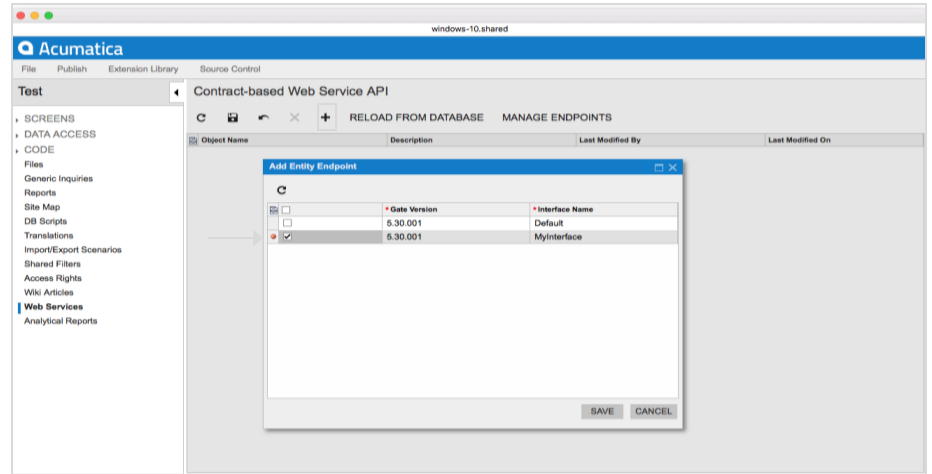 windows-10.shared
Acumatica
File Publish Extension Library Source Control
Test
Contract-based Web Service API
RELOAD FROM DATABASE MANAGE ENDPOINTS
SCREENS
DATA ACCESS
CODE
Files
Generic Inquiries
Reports
Site Map
DB Scripts
Translations
Import/Export Scenarios
Shared Filters
Access Rights
Wiki Articles
Web Services
Analytical Reports
Object Name Description Last Modified By Last Modified On
Add Entity Endpoint
* Gate Version * Interface Name
5.30.001 Default
5.30.001 MyInterface
SAVE CANCEL